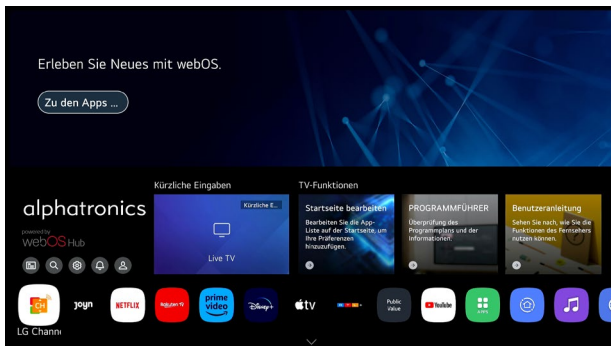 Erleben Sie Neues mit webOS.
Zu den Apps ...
Kürzliche Eingaben
TV-Funktionen
alphatronics
powered by
webOS Hub
Kürzliche E...
Live TV
Startseite bearbeiten
Bearbeiten Sie die App-
Liste auf der Startseite, um
Ihre Präferenzen
hinzuzufügen.
PROGRAMMFÜHRER
Überprüfung des
Programmplans und der
Informationen.
Benutzeranleitung
Sehen Sie nach, wie Sie die
Funktionen des Fernsehers
nutzen können.
CH
joyn
NETFLIX
Rakuten TV
prime
video
Disney+
tv
Public
Value
YouTube
APPS
LG Channe